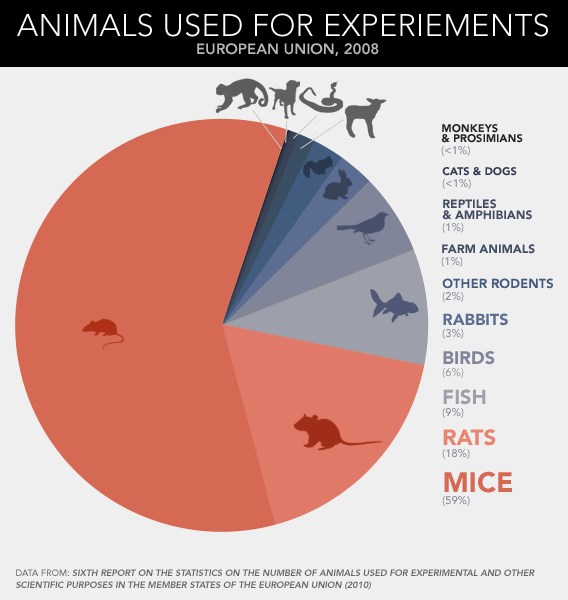 ANIMALS USED FOR EXPERIEMENTS
EUROPEAN UNION, 2008
MONKEYS
& PROSIMIANS
(<1%)
CATS & DOGS
(<1%)
REPTILES
& AMPHIBIANS
(1%)
FARM ANIMALS
(1%)
OTHER RODENTS
(2%)
RABBITS
(3%)
BIRDS
(6%)
FISH
(9%)
RATS
(18%)
MICE
(59%)
DATA FROM: SIXTH REPORT ON THE STATISTICS ON THE NUMBER OF ANIMALS USED FOR EXPERIMENTAL AND OTHER
SCIENTIFIC PURPOSES IN THE MEMBER STATES OF THE EUROPEAN UNION (2010)